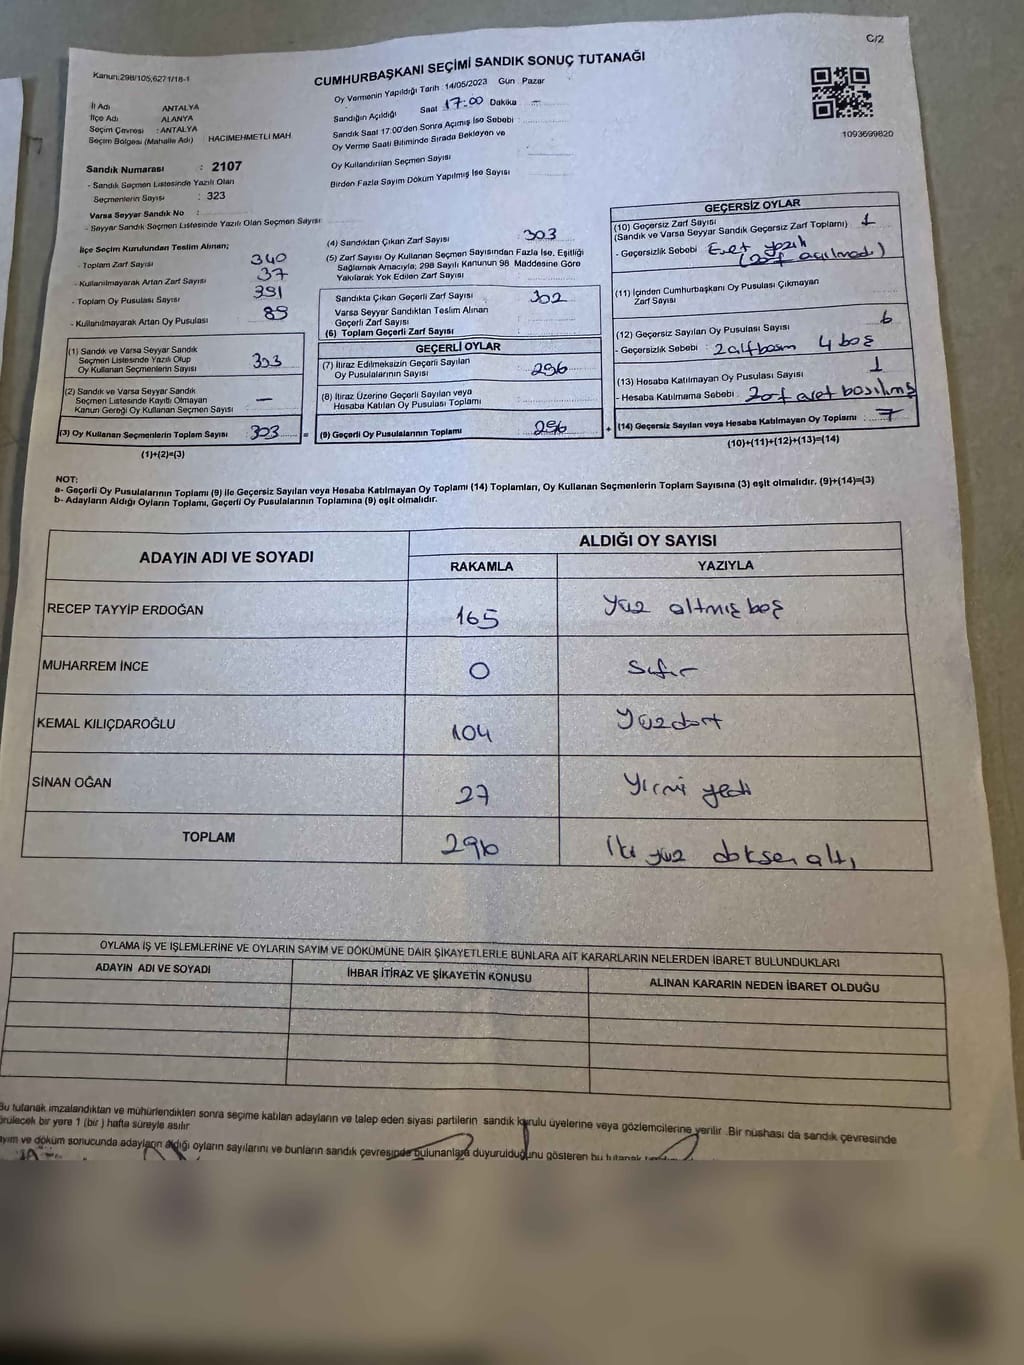 C/2
Kanun:298/105,6271/18-1
CUMHURBAŞKANI SEÇİMİ SANDIK SONUÇ TUTANAĞI
Oy Vermenin Yapıldığı Tarih : 14/05/2023 Gün : Pazar
İl Adı : ANTALYA
İlçe Adı : ALANYA
Seçim Çevresi : ANTALYA
Seçim Bölgesi (Mahalle Adı) : HACIMEHMETLİ MAH.
Sandığın Açıldığı Saat 17:00 Dakika : —
Sandık Saat 17:00'den Sonra Açmış İse Sebebi :
Oy Verme Saati Bitiminde Sırada Bekleyen ve
Oy Kullandırılan Seçmen Sayısı
Birden Fazla Sayım Döküm Yapılmış İse Sayısı
1093699820
Sandık Numarası : 2107
- Sandık Seçmen Listesinde Yazılı Olan
Seçmenlerin Sayısı : 323
Varsa Seyyar Sandık No :
- Seyyar Sandık Seçmen Listesinde Yazılı Olan Seçmen Sayısı :
İlçe Seçim Kurulundan Teslim Alınan;
- Toplam Zarf Sayısı 340
- Kullanılmayarak Artan Zarf Sayısı 37
- Toplam Oy Pusulası Sayısı 391
- Kullanılmayarak Artan Oy Pusulası 89
(1) Sandık ve Varsa Seyyar Sandık
Seçmen Listesinde Yazılı Olup
Oy Kullanan Seçmenlerin Sayısı 303
(2) Sandık ve Varsa Seyyar Sandık
Seçmen Listesinde Kayıtlı Olmayan
Kanun Gereği Oy Kullanan Seçmen Sayısı —
(3) Oy Kullanan Seçmenlerin Toplam Sayısı 303 =
(1)+(2)=(3)
(4) Sandıktan Çıkan Zarf Sayısı 303
(5) Zarf Sayısı Oy Kullanan Seçmen Sayısından Fazla İse, Eşitliği
Sağlamak Amacıyla; 298 Sayılı Kanunun 98. Maddesine Göre
Yakılarak Yok Edilen Zarf Sayısı
Sandıkta Çıkan Geçerli Zarf Sayısı : 302
Varsa Seyyar Sandıktan Teslim Alınan
Geçerli Zarf Sayısı :
(6) Toplam Geçerli Zarf Sayısı :
GEÇERLİ OYLAR
(7) İtiraz Edilmeksizin Geçerli Sayılan
Oy Pusulalarının Sayısı : 296
(8) İtiraz Üzerine Geçerli Sayılan veya
Hesaba Katılan Oy Pusulası Toplamı :
(9) Geçerli Oy Pusulalarının Toplamı : 296 +
GEÇERSİZ OYLAR
(10) Geçersiz Zarf Sayısı
(Sandık ve Varsa Seyyar Sandık Geçersiz Zarf Toplamı) : 1
- Geçersizlik Sebebi : Evet yazılı
(zarf açılmadı)
(11) İçinden Cumhurbaşkanı Oy Pusulası Çıkmayan
Zarf Sayısı
(12) Geçersiz Sayılan Oy Pusulası Sayısı 6
- Geçersizlik Sebebi : 4 boş
(13) Hesaba Katılmayan Oy Pusulası Sayısı 1
- Hesaba Katılmama Sebebi : basılmış
(14) Geçersiz Sayılan veya Hesaba Katılmayan Oy Toplamı : 7
(10)+(11)+(12)+(13)=(14)
NOT:
a- Geçerli Oy Pusulalarının Toplamı (9) ile Geçersiz Sayılan veya Hesaba Katılmayan Oy Toplamı (14) Toplamları, Oy Kullanan Seçmenlerin Toplam Sayısına (3) eşit olmalıdır. (9)+(14)=(3)
b- Adayların Aldığı Oyların Toplamı, Geçerli Oy Pusulalarının Toplamına (9) eşit olmalıdır.
ADAYIN ADI VE SOYADI
ALDIĞI OY SAYISI
RAKAMLA YAZIYLA
RECEP TAYYİP ERDOĞAN 165 Yüz altmış beş
MUHARREM İNCE 0 Sıfır
KEMAL KILIÇDAROĞLU 104 Yüzdört
SİNAN OĞAN 27 Yirmi yedi
TOPLAM 296 İki yüz doksan altı
OYLAMA İŞ VE İŞLEMLERİNE VE OYLARIN SAYIM VE DÖKÜMÜNE DAİR ŞİKAYETLERLE BUNLARA AİT KARARLARIN NELERDEN İBARET BULUNDUKLARI
ADAYIN ADI VE SOYADI İHBAR İTİRAZ VE ŞİKAYETİN KONUSU ALINAN KARARIN NEDEN İBARET OLDUĞU
Bu tutanak imzalandıktan ve mühürlendikten sonra seçime katılan adayların ve talep eden siyasi partilerin sandık kurulu üyelerine veya gözlemcilerine verilir. Bir nüshası da sandık çevresinde
görülecek bir yere 1 (bir) hafta süreyle asılır
ayım ve döküm sonucunda adayların aldığı oyların sayılarını ve bunların sandık çevresinde bulunanlara duyurulduğunu gösteren bu tutanak